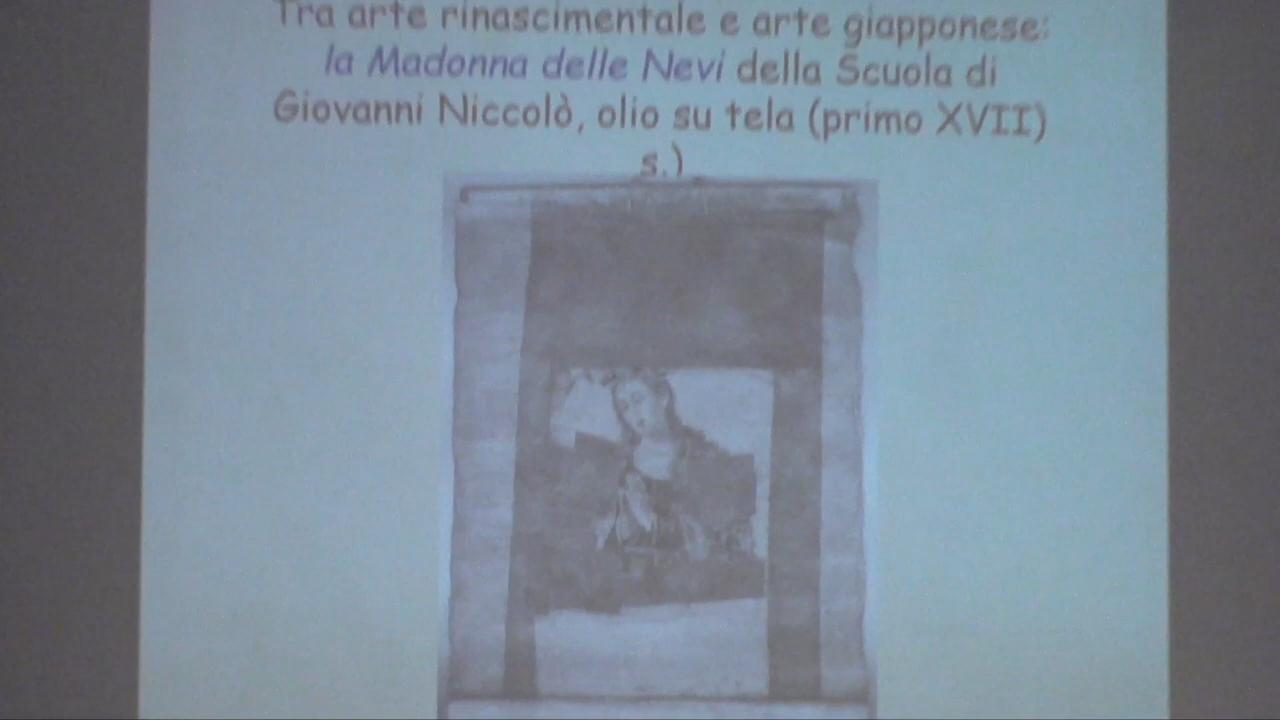 Tra arte rinascimentale e arte giapponese:
la Madonna delle Nevi della Scuola di
Giovanni Niccolò, olio su tela (primo XVII)
s.)